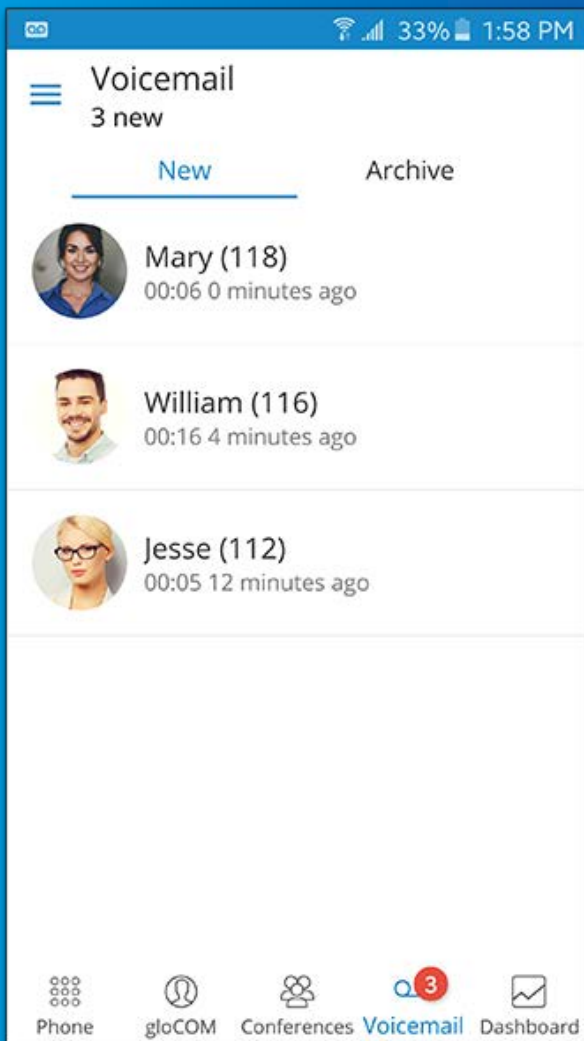 33% 1:58 PM
Voicemail
3 new
New Archive
Mary (118)
00:06 0 minutes ago
William (116)
00:16 4 minutes ago
Jesse (112)
00:05 12 minutes ago
3
Phone gloCOM Conferences Voicemail Dashboard